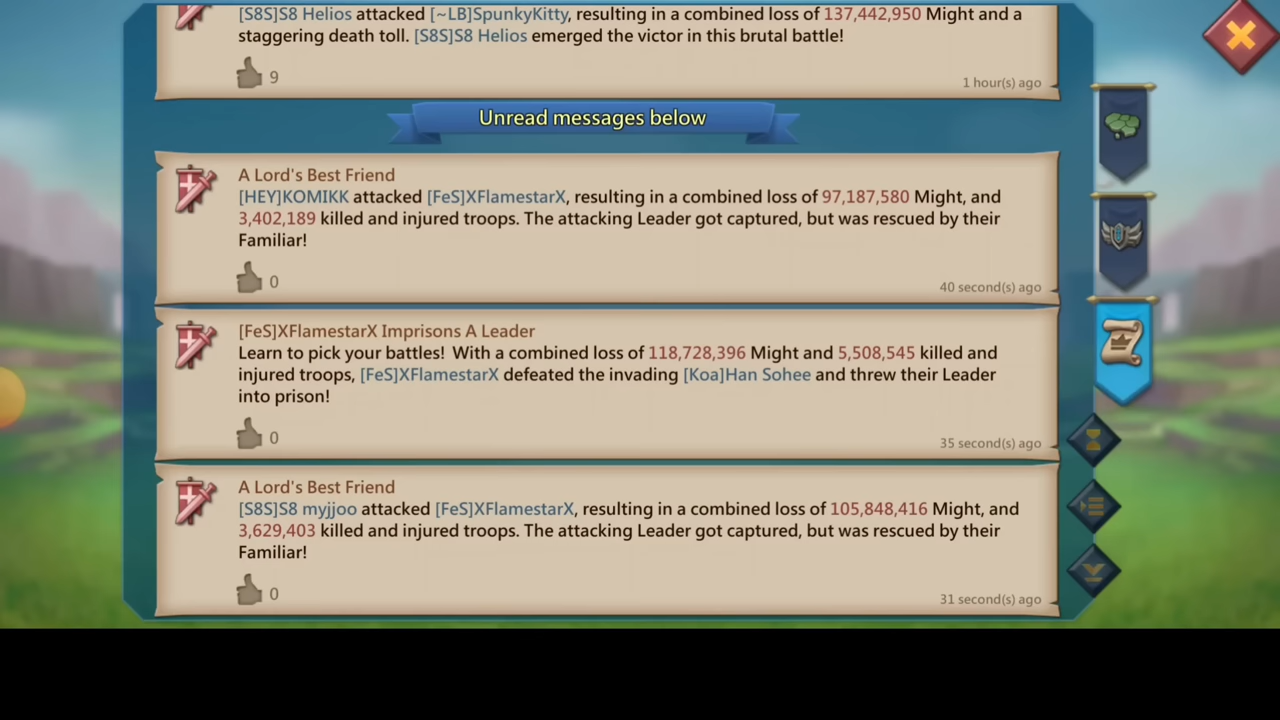 [S8S]S8 Helios attacked [~LB]SpunkyKitty, resulting in a combined loss of 137,442,950 Might and a
staggering death toll. [S8S]S8 Helios emerged the victor in this brutal battle!
9
1 hour(s) ago
Unread messages below
A Lord's Best Friend
[HEY]KOMIKK attacked [FeS]XFlamestarX, resulting in a combined loss of 97,187,580 Might, and
3,402,189 killed and injured troops. The attacking Leader got captured, but was rescued by their
Familiar!
0
40 second(s) ago
[FeS]XFlamestarX Imprisons A Leader
Learn to pick your battles! With a combined loss of 118,728,396 Might and 5,508,545 killed and
injured troops, [FeS]XFlamestarX defeated the invading [Koa]Han Sohee and threw their Leader
into prison!
0
35 second(s) ago
A Lord's Best Friend
[S8S]S8 myjjoo attacked [FeS]XFlamestarX, resulting in a combined loss of 105,848,416 Might, and
3,629,403 killed and injured troops. The attacking Leader got captured, but was rescued by their
Familiar!
0
31 second(s) ago